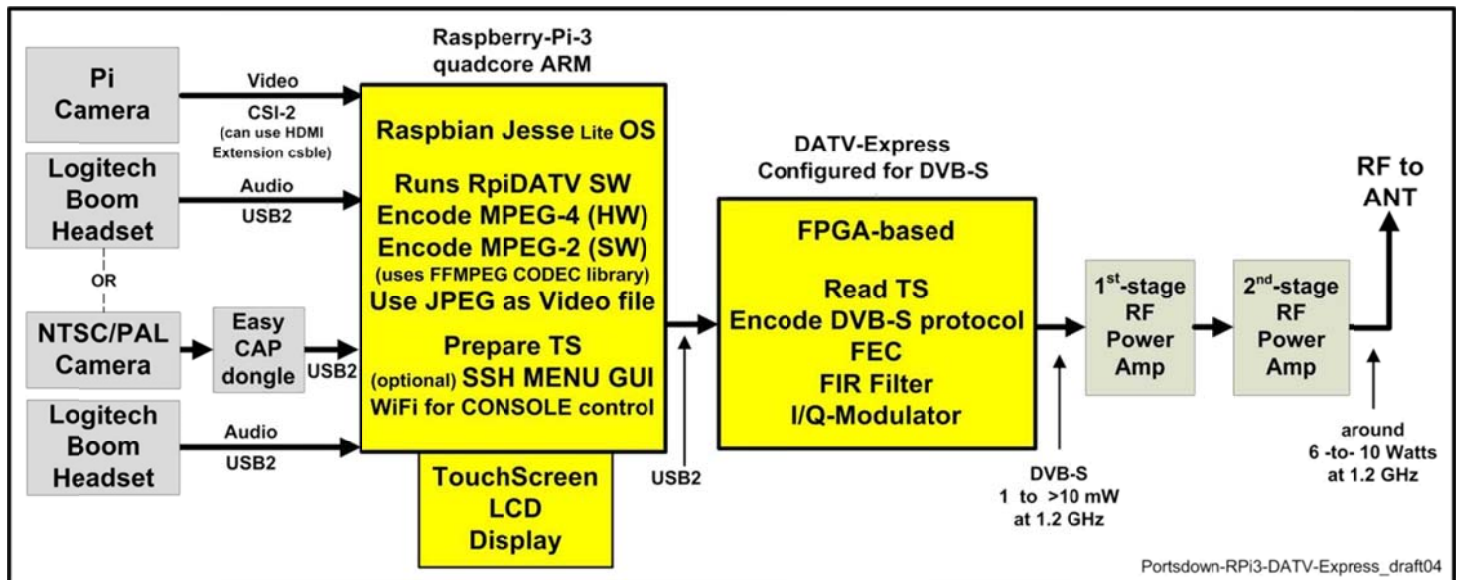 Raspberry-Pi-3
quadcore ARM
Pi
Camera
Video
CSI-2
(can use HDMI
Extension csble)
Logitech
Boom
Headset
Audio
USB2
OR
NTSC/PAL
Camera
Easy
CAP
dongle
USB2
Logitech
Boom
Headset
Audio
USB2
Raspbian Jesse Lite OS
Runs RpiDATV SW
Encode MPEG-4 (HW)
Encode MPEG-2 (SW)
(uses FFMPEG CODEC library)
Use JPEG as Video file
Prepare TS
(optional) SSH MENU GUI
WiFi for CONSOLE control
TouchScreen
LCD
Display
USB2
DATV-Express
Configured for DVB-S
FPGA-based
Read TS
Encode DVB-S protocol
FEC
FIR Filter
I/Q-Modulator
DVB-S
1 to >10 mW
at 1.2 GHz
1st-stage
RF
Power
Amp
2nd-stage
RF
Power
Amp
RF to
ANT
around
6 -to- 10 Watts
at 1.2 GHz
Portsdown-RPi3-DATV-Express_draft04